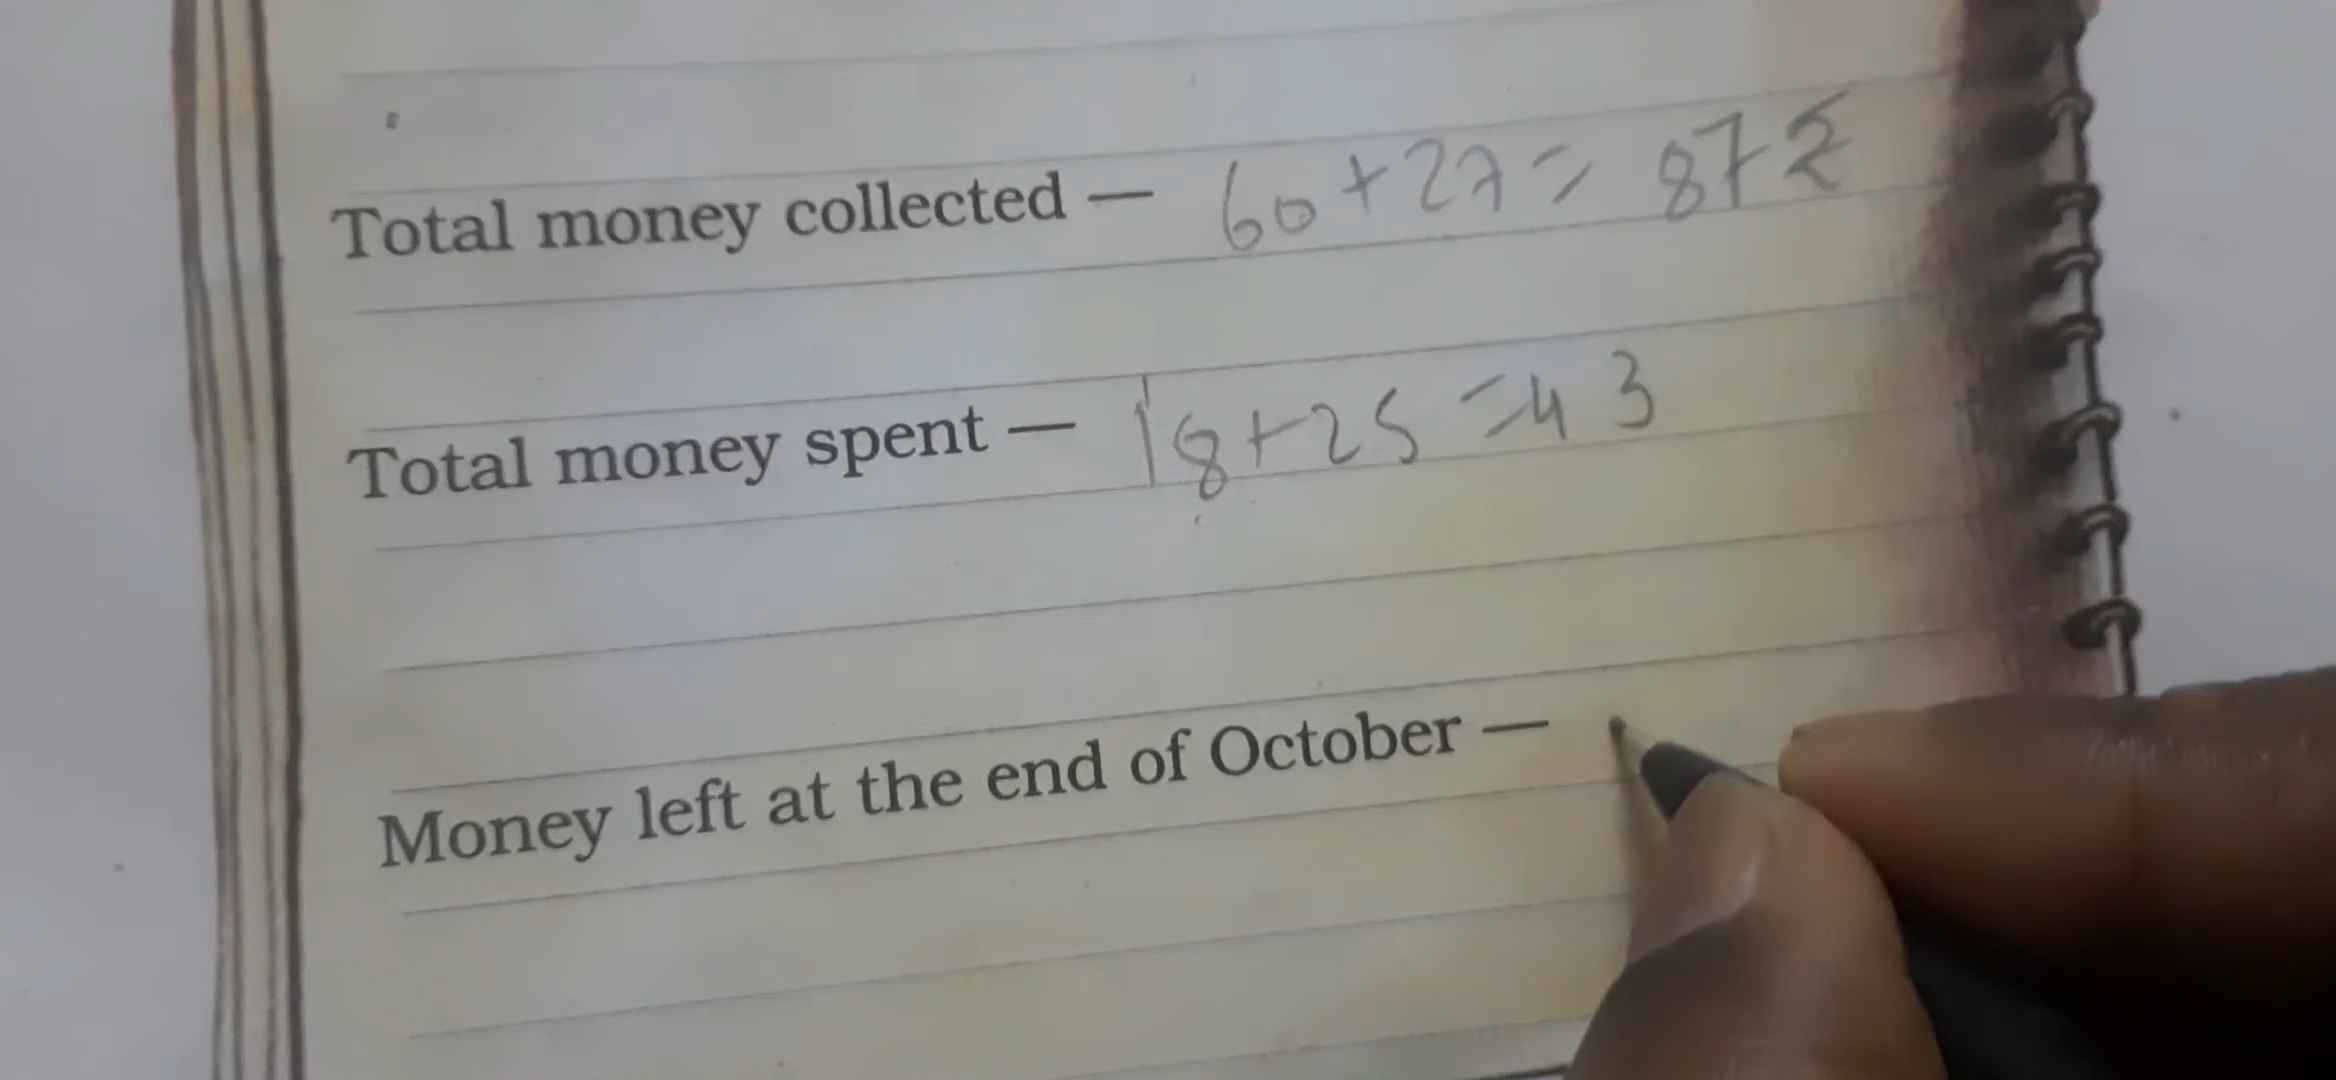 Total money collected — 60 + 27 = 87 ₹
Total money spent — 18 + 25 = 43
Money left at the end of October —